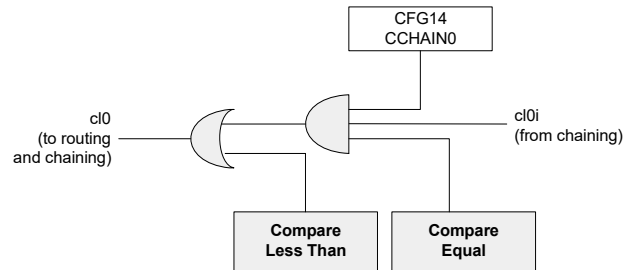 CFG14
CCHAIN0
cl0
(to routing
and chaining)
cl0i
(from chaining)
Compare
Less Than
Compare
Equal